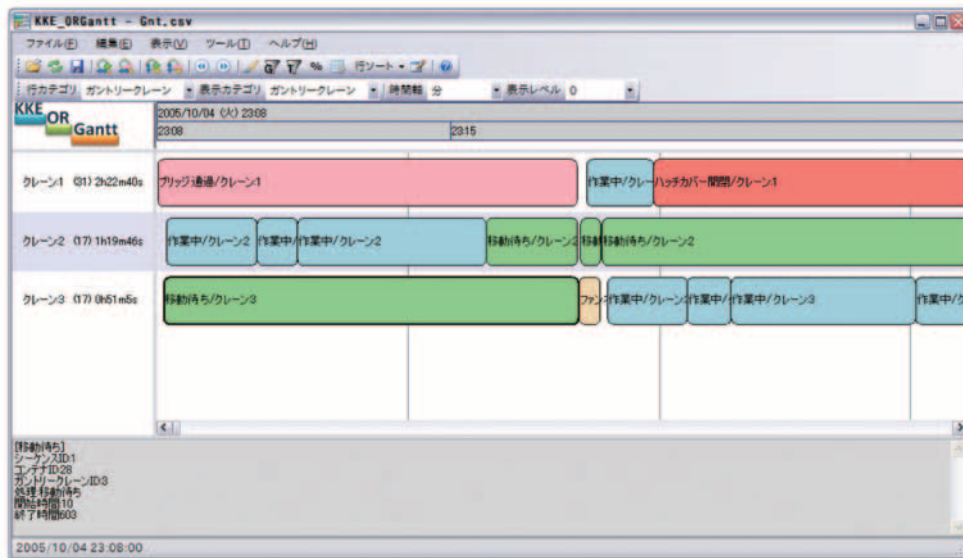 KKE_ORGantt - Gnt.csv
ファイル(F) 編集(E) 表示(V) ツール(T) ヘルプ(H)
行ソート
行カテゴリ ガントリークレーン 表示カテゴリ ガントリークレーン 時間軸 分 表示レベル 0
KKE OR Gantt
2005/10/04 (火) 23:08
23:08 23:15
クレーン1 (31) 2h22m40s ブリッジ通過/クレーン1 作業中/クレー ハッチカバー開閉/クレーン1
クレーン2 (17) 1h19m46s 作業中/クレーン2 作業中/ 作業中/クレーン2 移動待ち/クレーン2 移動 移動待ち/クレーン2
クレーン3 (17) 0h51m5s 移動待ち/クレーン3 ファン 作業中/クレーン 作業中/ 作業中/クレーン3 作業中/ク
[移動待ち]
シーケンスID:1
コンテナID:28
ガントリークレーンID:3
処理:移動待ち
開始時間:10
終了時間:603
2005/10/04 23:08:00